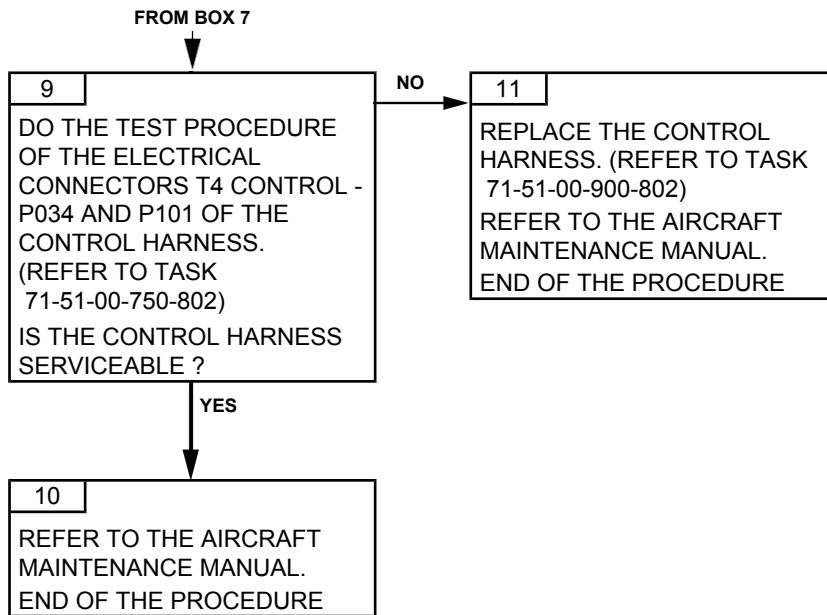 FROM BOX 7
9
DO THE TEST PROCEDURE
OF THE ELECTRICAL
CONNECTORS T4 CONTROL -
P034 AND P101 OF THE
CONTROL HARNESS.
(REFER TO TASK
71-51-00-750-802)
IS THE CONTROL HARNESS
SERVICEABLE ?
NO
11
REPLACE THE CONTROL
HARNESS. (REFER TO TASK
71-51-00-900-802)
REFER TO THE AIRCRAFT
MAINTENANCE MANUAL.
END OF THE PROCEDURE
YES
10
REFER TO THE AIRCRAFT
MAINTENANCE MANUAL.
END OF THE PROCEDURE